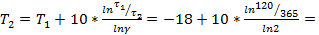 T₂ = T₁ + 10 * ln τ₁/τ₂ / lnγ = −18 + 10 * ln 120/365 / ln2 =